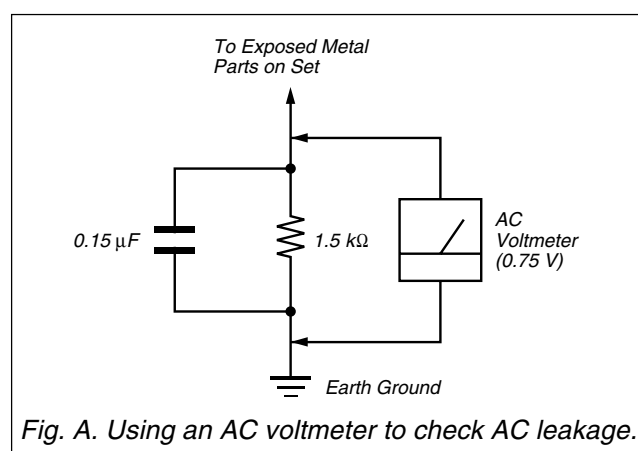 To Exposed Metal
Parts on Set
0.15 µF
1.5 kΩ
AC
Voltmeter
(0.75 V)
Earth Ground
Fig. A. Using an AC voltmeter to check AC leakage.